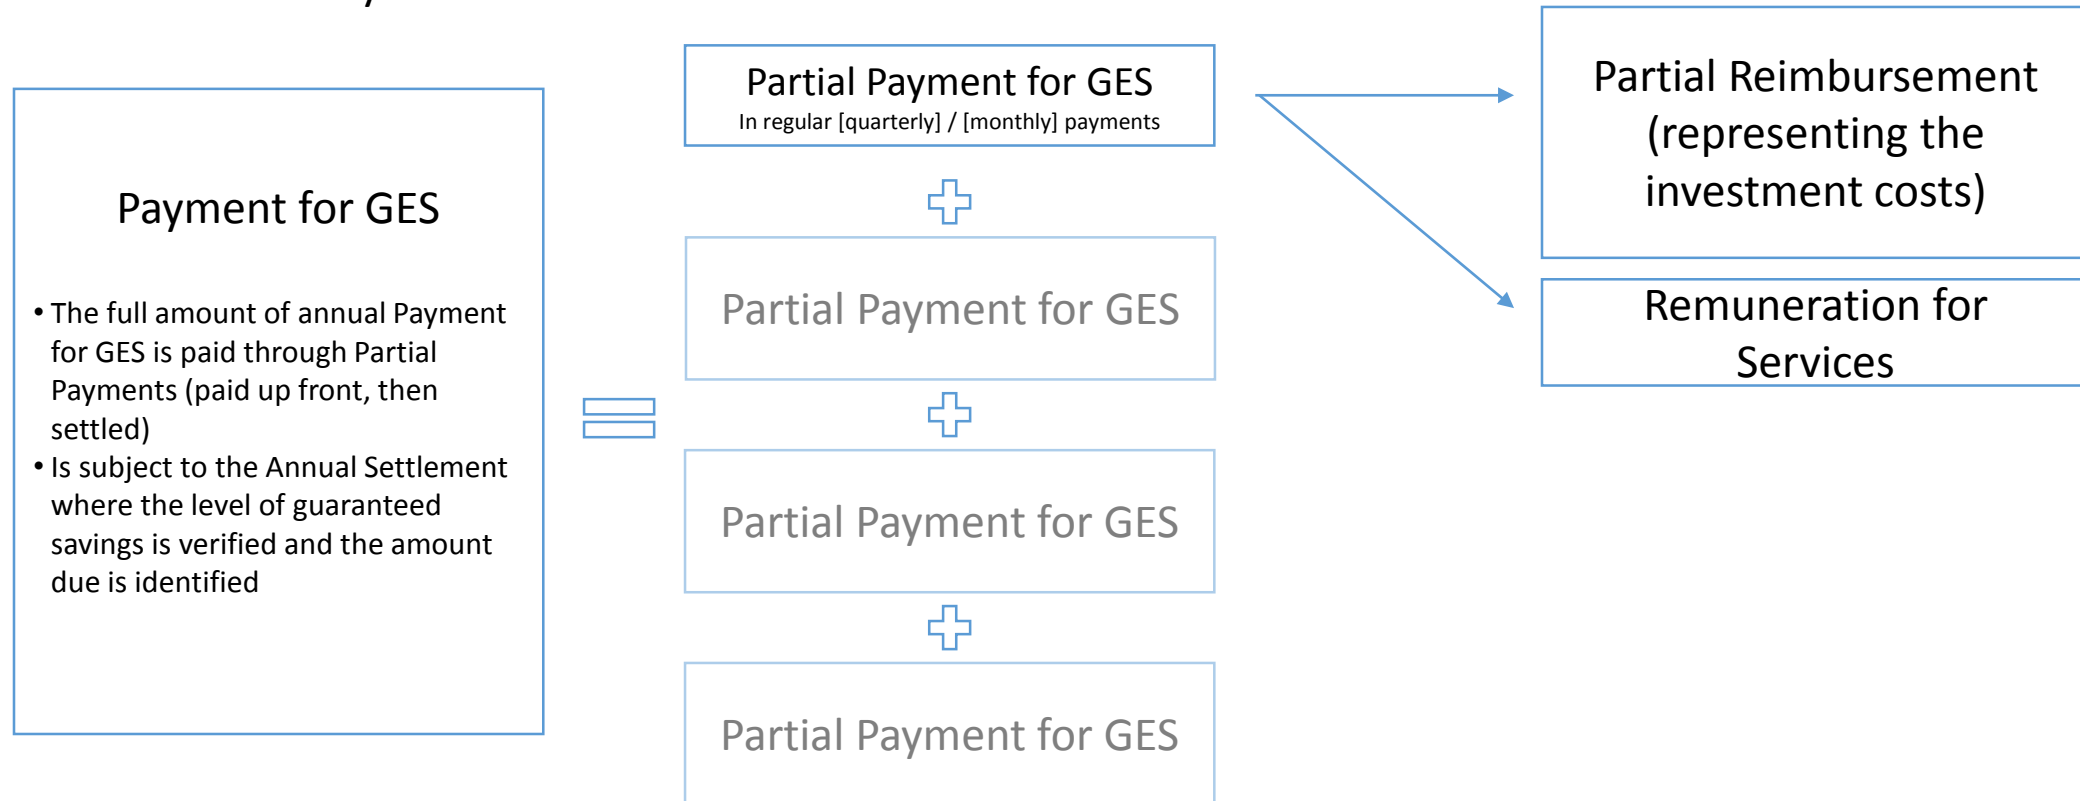 Payment for GES
• The full amount of annual Payment
for GES is paid through Partial
Payments (paid up front, then
settled)
• Is subject to the Annual Settlement
where the level of guaranteed
savings is verified and the amount
due is identified
Partial Payment for GES
In regular [quarterly] / [monthly] payments
Partial Payment for GES
Partial Payment for GES
Partial Payment for GES
Partial Reimbursement
(representing the
investment costs)
Remuneration for
Services